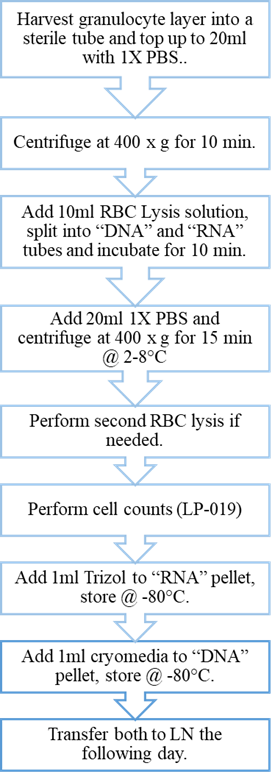 Harvest granulocyte layer into a
sterile tube and top up to 20ml
with 1X PBS..
Centrifuge at 400 x g for 10 min.
Add 10ml RBC Lysis solution,
split into “DNA” and “RNA”
tubes and incubate for 10 min.
Add 20ml 1X PBS and
centrifuge at 400 x g for 15 min
@ 2-8°C
Perform second RBC lysis if
needed.
Perform cell counts (LP-019)
Add 1ml Trizol to “RNA” pellet,
store @ -80°C.
Add 1ml cryomedia to “DNA”
pellet, store @ -80°C.
Transfer both to LN the
following day.